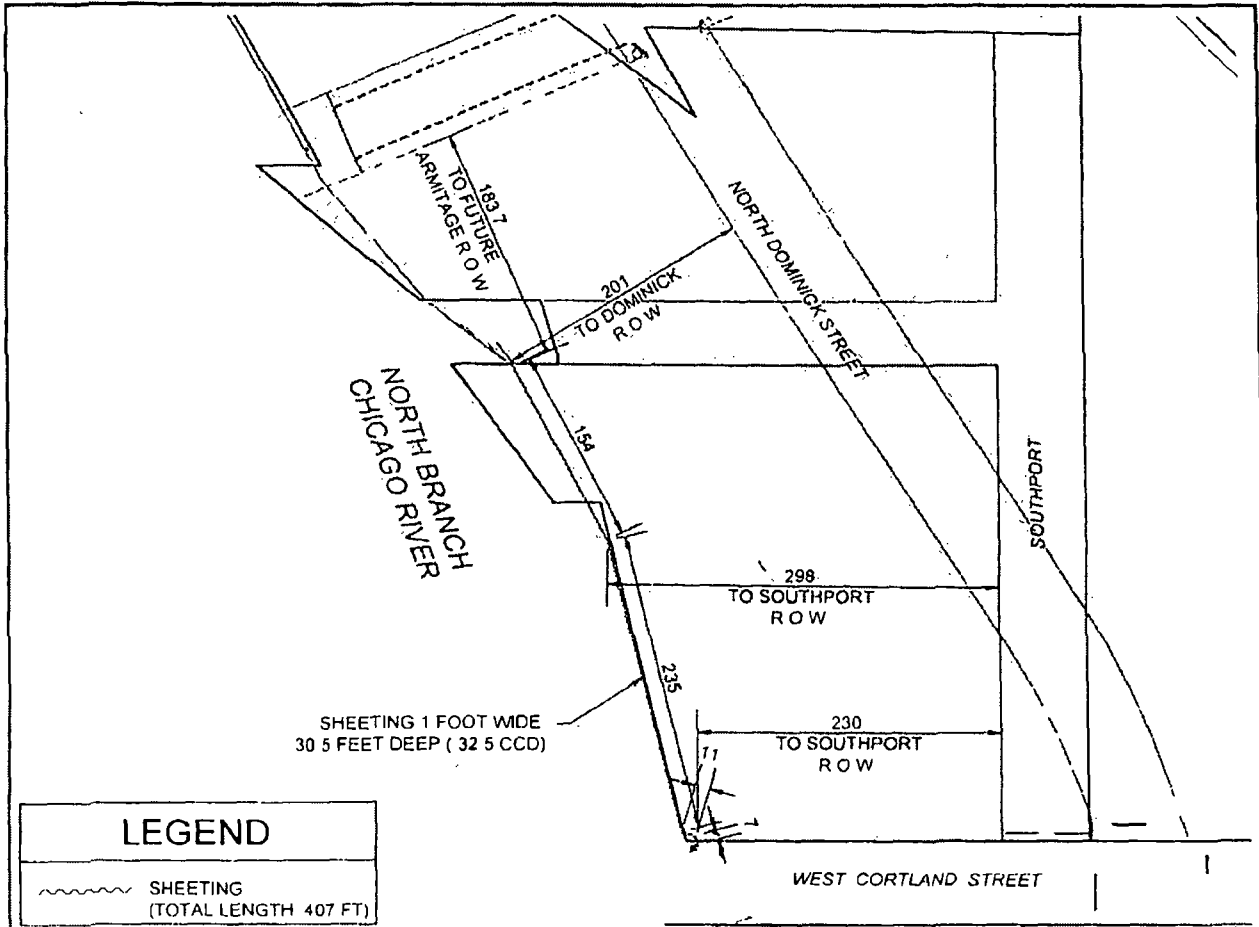 183 7
TO FUTURE
ARMITAGE R O W
201
TO DOMINICK
R O W
NORTH DOMINICK STREET
NORTH BRANCH
CHICAGO RIVER
154
SOUTHPORT
298
TO SOUTHPORT
R O W
235
SHEETING 1 FOOT WIDE
30 5 FEET DEEP ( 32 5 CCD)
230
TO SOUTHPORT
R O W
11
7
LEGEND
SHEETING
(TOTAL LENGTH 407 FT)
WEST CORTLAND STREET